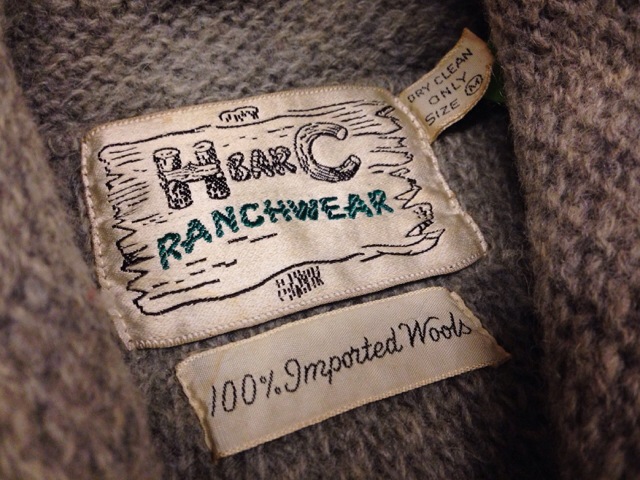 H BAR C
RANCHWEAR
DRY CLEAN
ONLY
SIZE M
100% Imported Wools